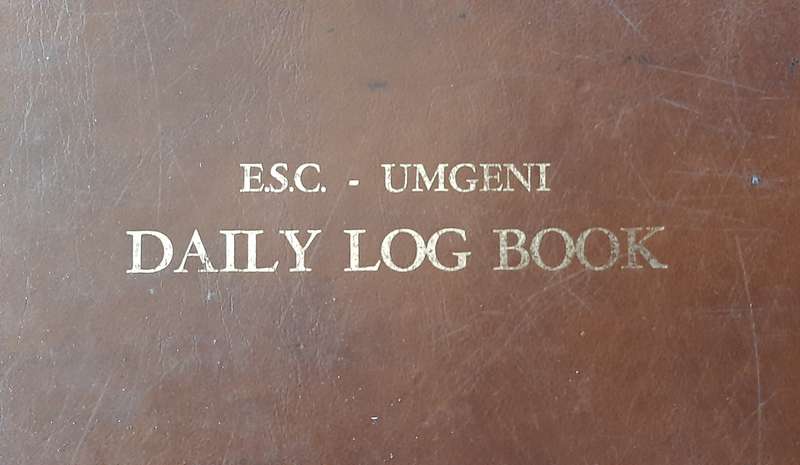 E.S.C. - UMGENI
DAILY LOG BOOK